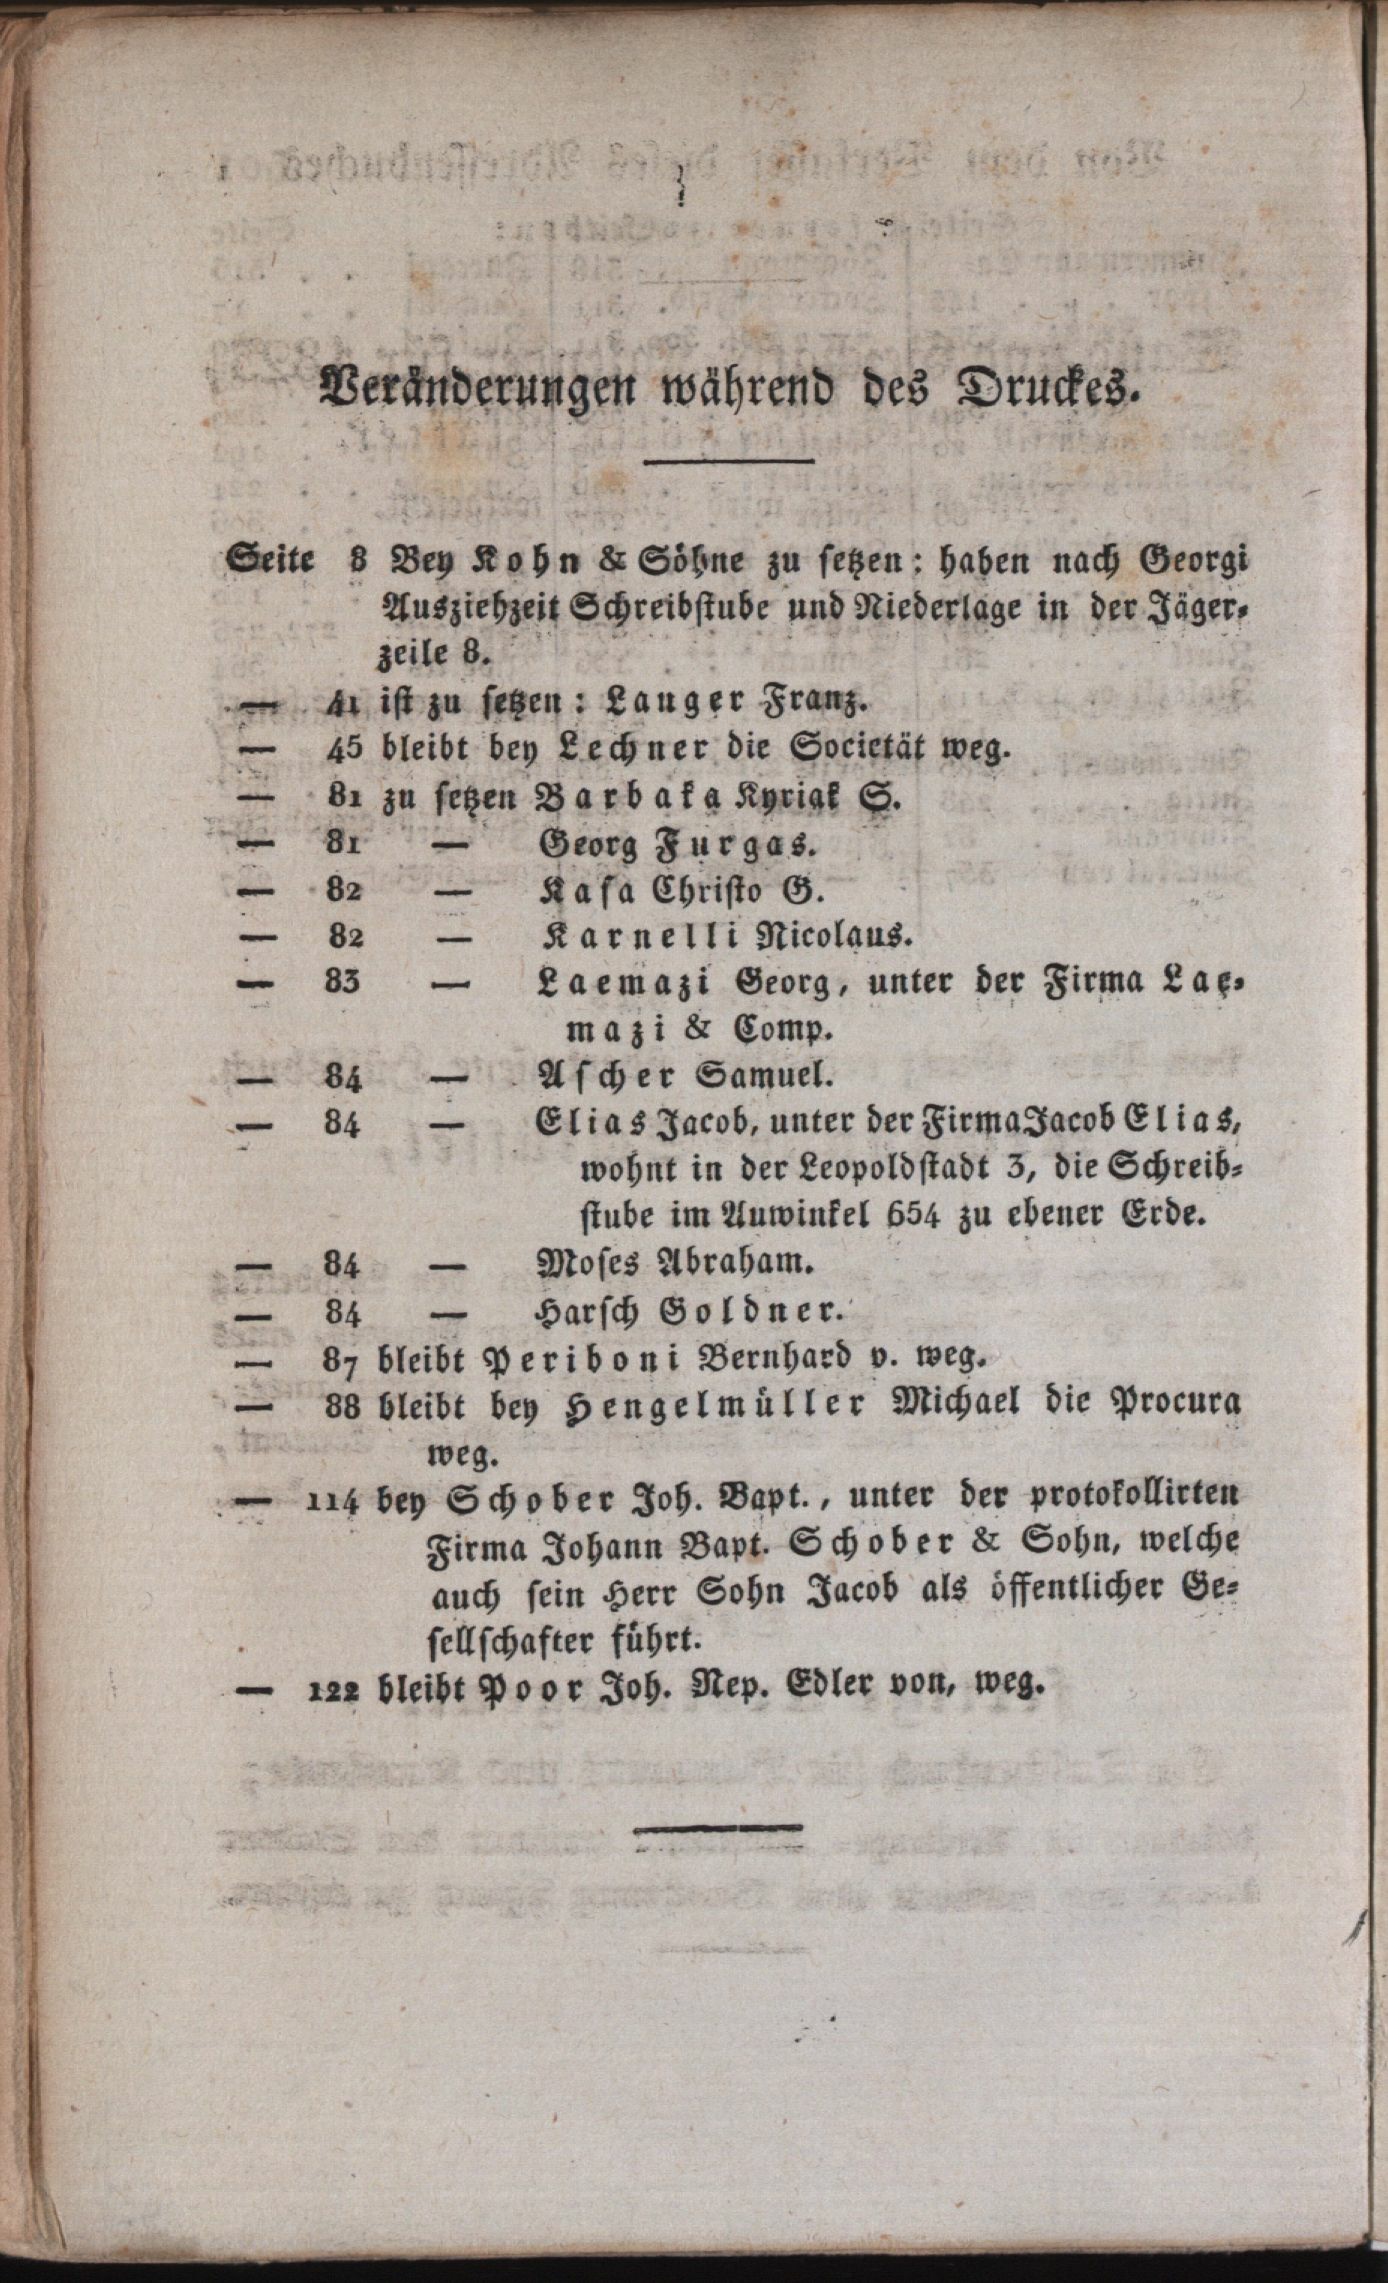 Veränderungen während des Druckes.
Seite 8 Bey Kohn & Söhne zu setzen: haben nach Georgi
Ausziehzeit Schreibstube und Niederlage in der Jäger-
zeile 8.
— 41 ist zu setzen: Lauger Franz.
— 45 bleibt bey Lechner die Societät weg.
— 81 zu setzen Barbaka Kyriak S.
— 81 — Georg Furgas.
— 82 — Kasa Christo G.
— 82 — Karnelli Nicolaus.
— 83 — Laemazi Georg, unter der Firma Lae-
mazi & Comp.
— 84 — Ascher Samuel.
— 84 — Elias Jacob, unter der Firma Jacob Elias,
wohnt in der Leopoldstadt 3, die Schreib-
stube im Auwinkel 654 zu ebener Erde.
— 84 — Moses Abraham.
— 84 — Harsch Goldner.
— 87 bleibt Periboni Bernhard v. weg.
— 88 bleibt bey Hengelmüller Michael die Procura
weg.
— 114 bey Schober Joh. Bapt., unter der protokollirten
Firma Johann Bapt. Schober & Sohn, welche
auch sein Herr Sohn Jacob als öffentlicher Ge-
sellschafter führt.
— 122 bleibt Poor Joh. Nep. Edler von, weg.